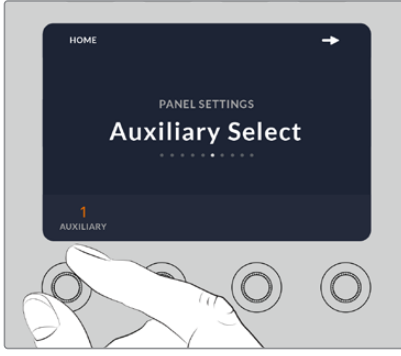 HOME
PANEL SETTINGS
Auxiliary Select
1
AUXILIARY